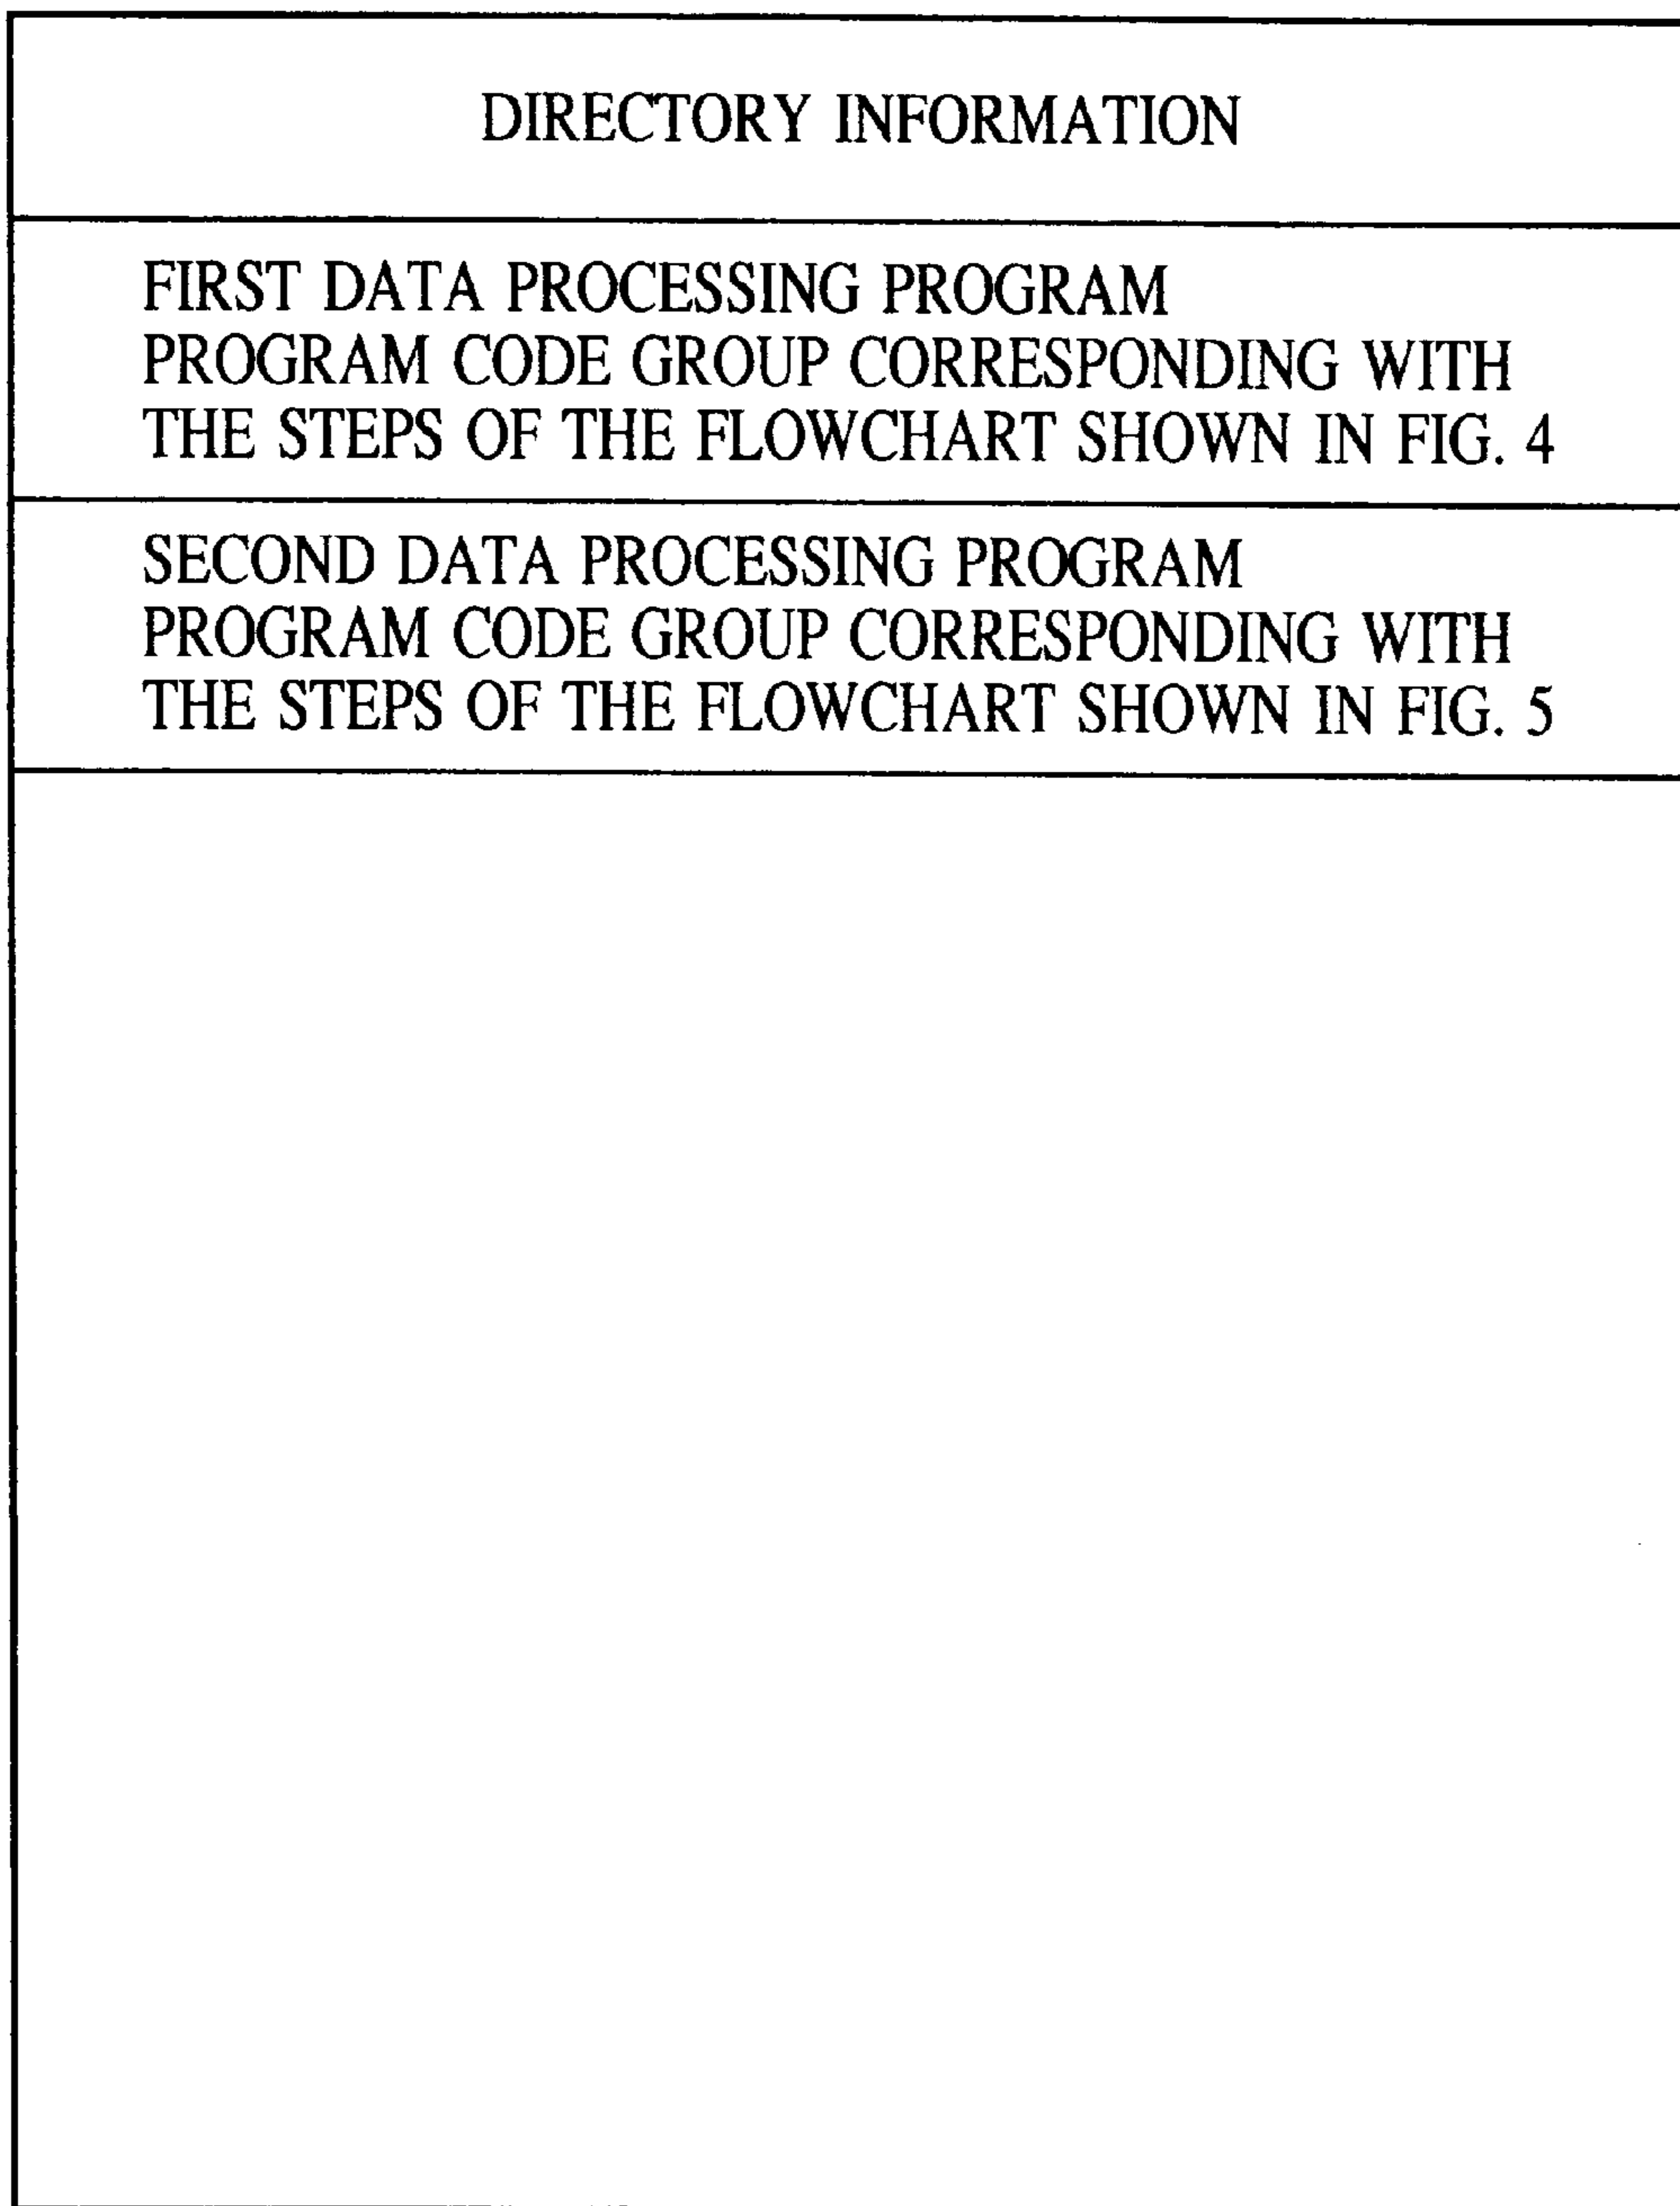 DIRECTORY INFORMATION
FIRST DATA PROCESSING PROGRAM
PROGRAM CODE GROUP CORRESPONDING WITH
THE STEPS OF THE FLOWCHART SHOWN IN FIG. 4
SECOND DATA PROCESSING PROGRAM
PROGRAM CODE GROUP CORRESPONDING WITH
THE STEPS OF THE FLOWCHART SHOWN IN FIG. 5